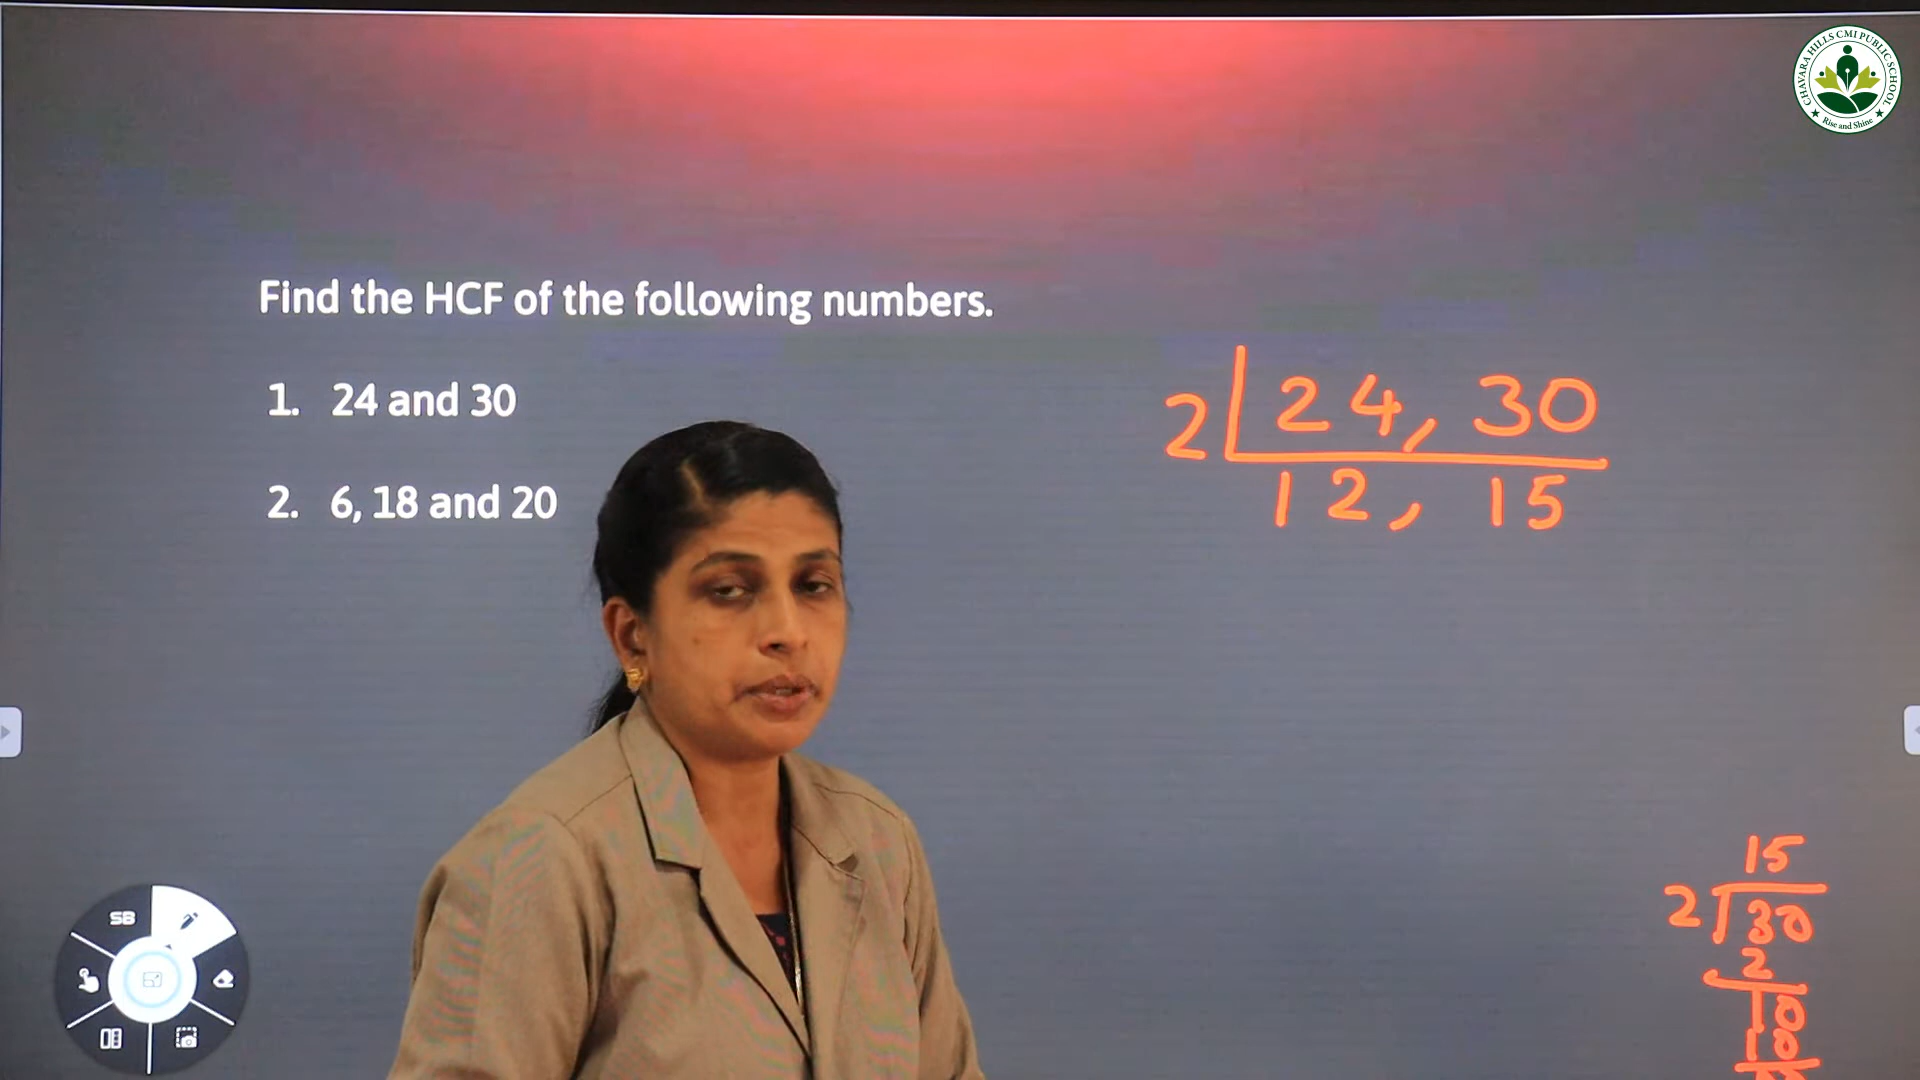 CHAVARA HILLS CMI PUBLIC SCHOOL
Rise and Shine
Find the HCF of the following numbers.
1. 24 and 30
2. 6, 18 and 20
2 24, 30
12, 15
15
2 30
2
10
10
SB